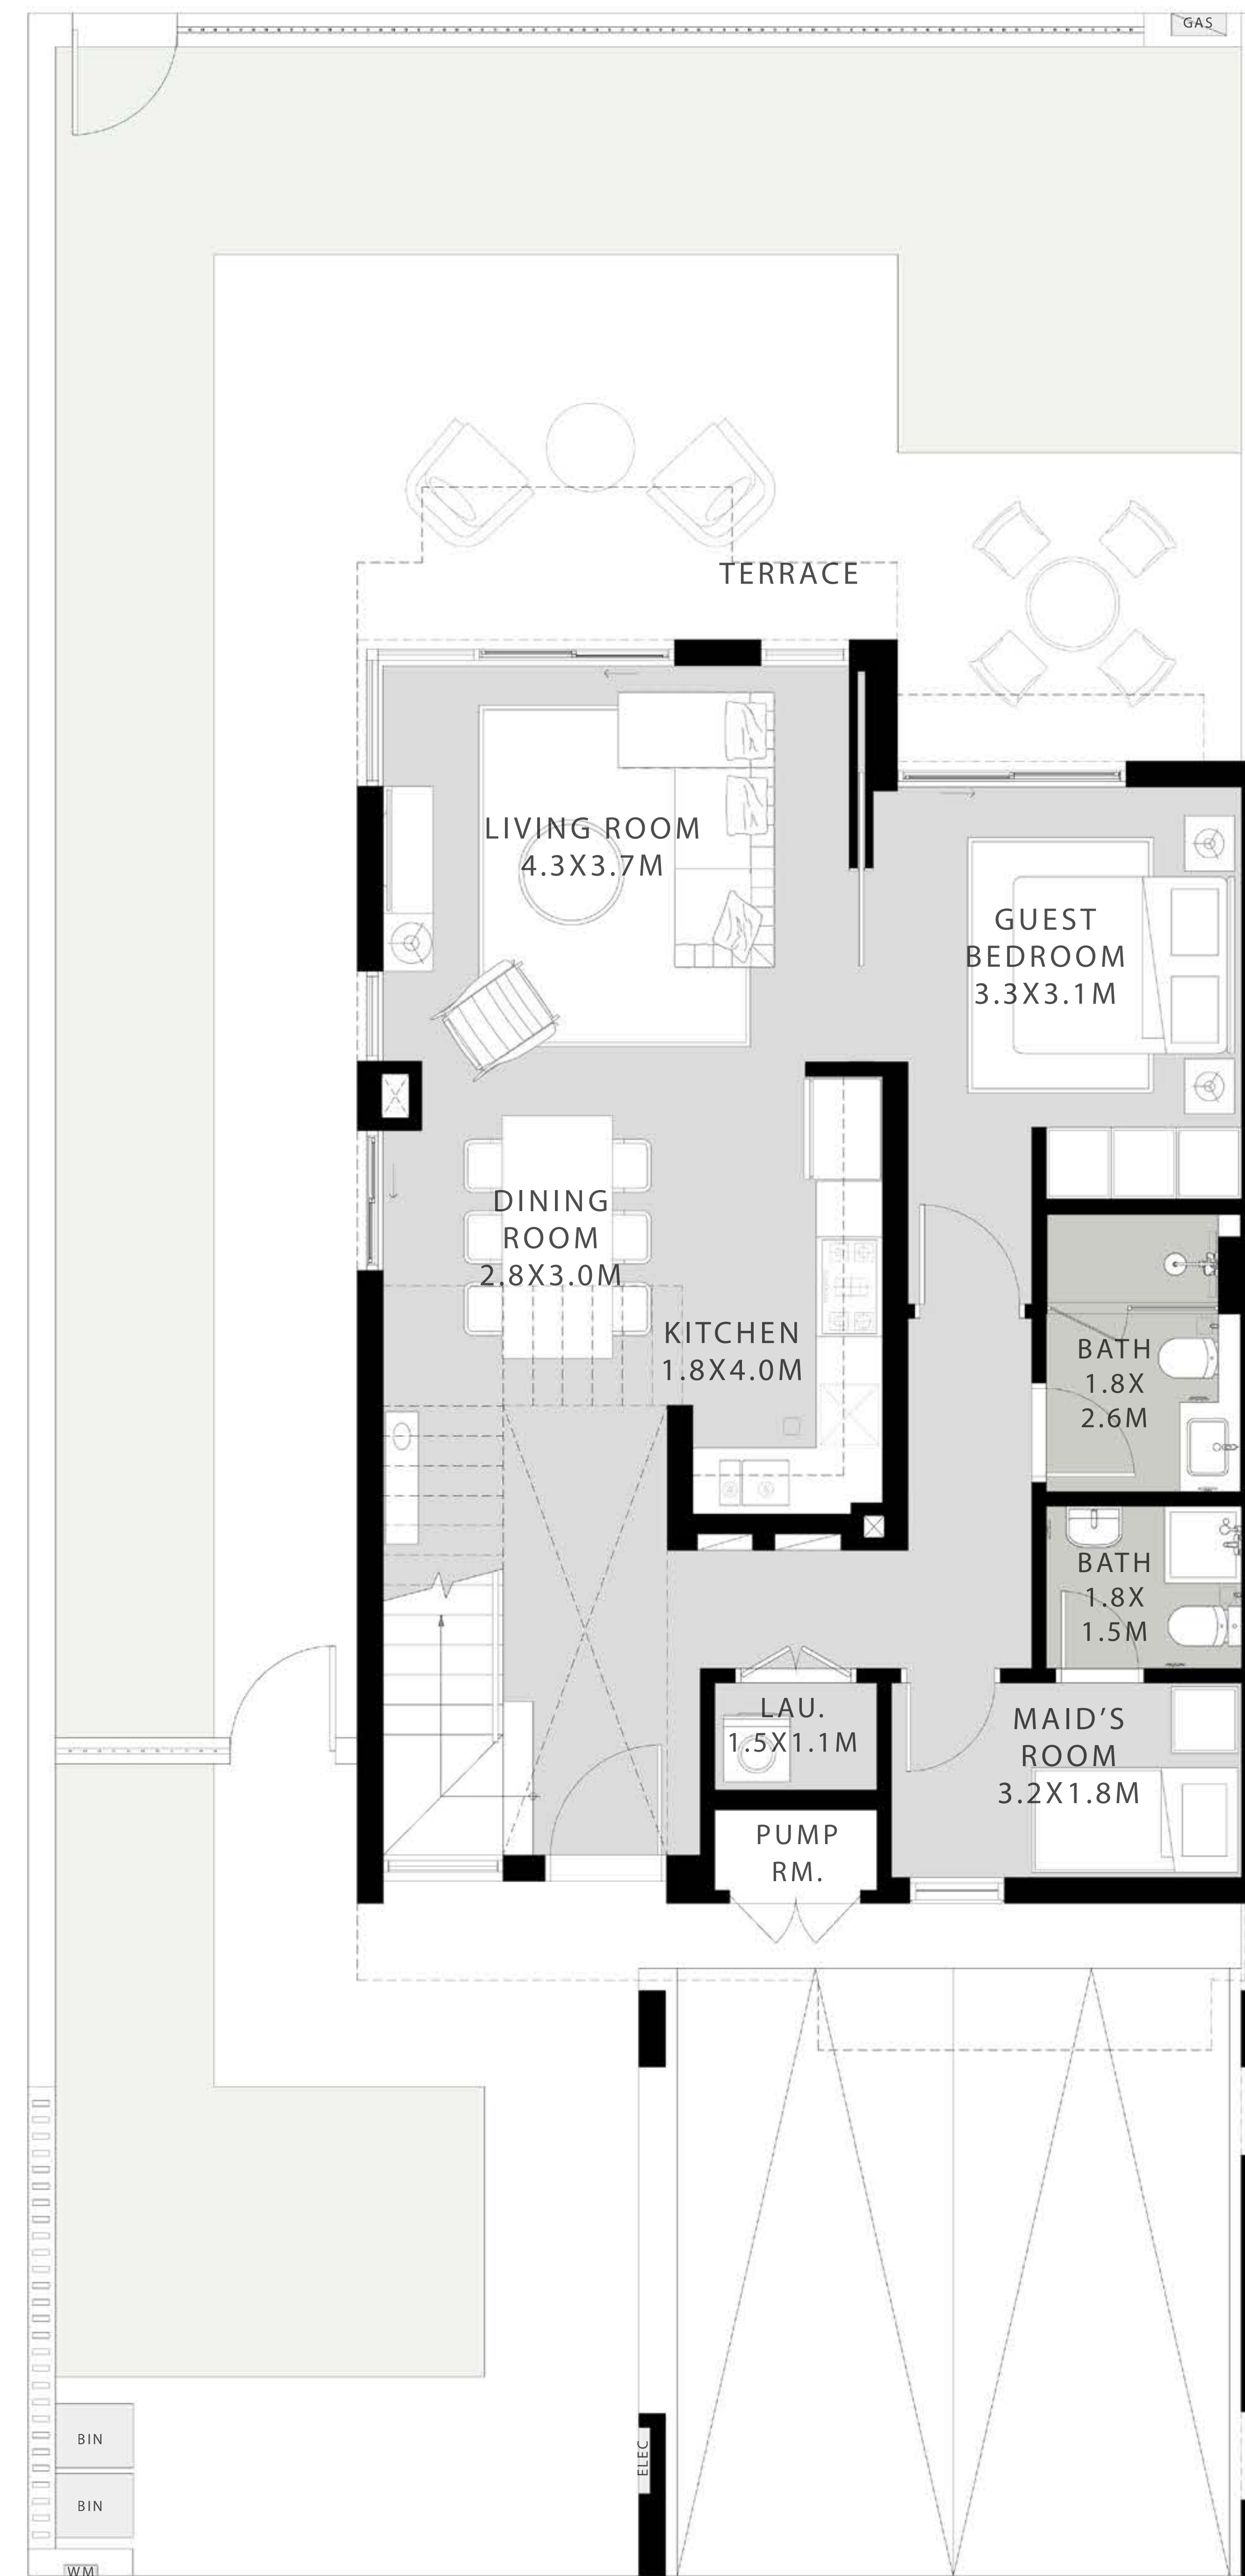 GAS
TERRACE
LIVING ROOM
4.3X3.7M
GUEST
BEDROOM
3.3X3.1M
DINING
ROOM
2.8X3.0M
KITCHEN
1.8X4.0M
BATH
1.8X
2.6M
BATH
1.8X
1.5M
LAU.
1.5X1.1M
MAID'S
ROOM
3.2X1.8M
PUMP
RM.
BIN
ELEC
BIN
WM